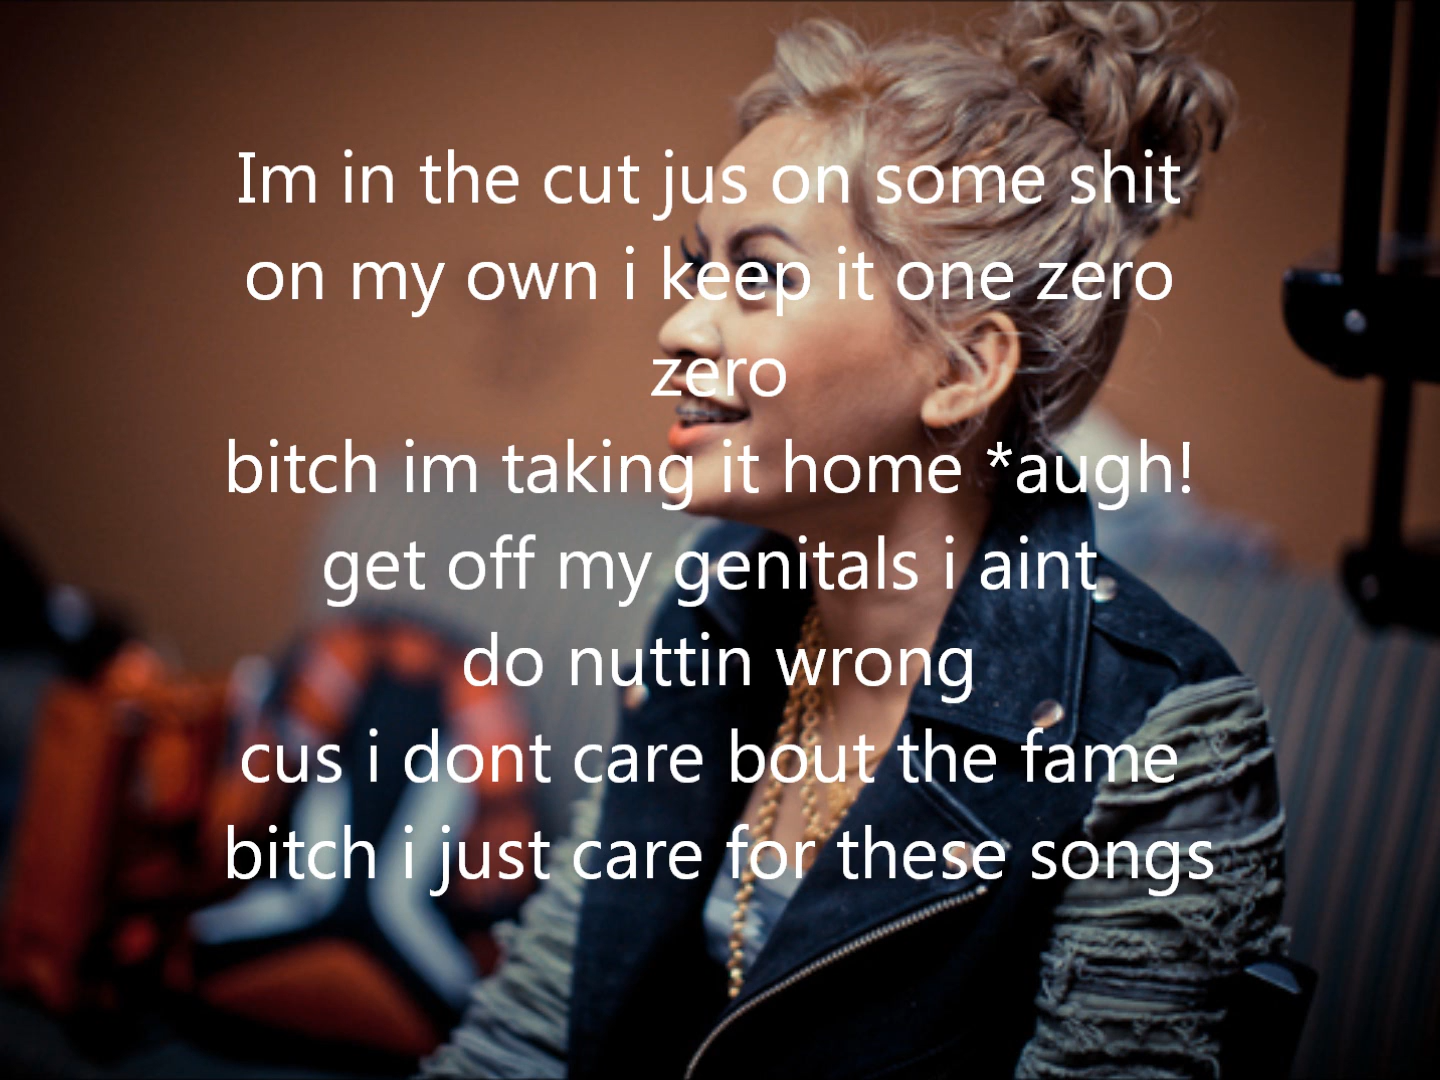 Im in the cut jus on some shit
on my own i keep it one zero
zero
bitch im taking it home *augh!
get off my genitals i aint
do nuttin wrong
cus i dont care bout the fame
bitch i just care for these songs